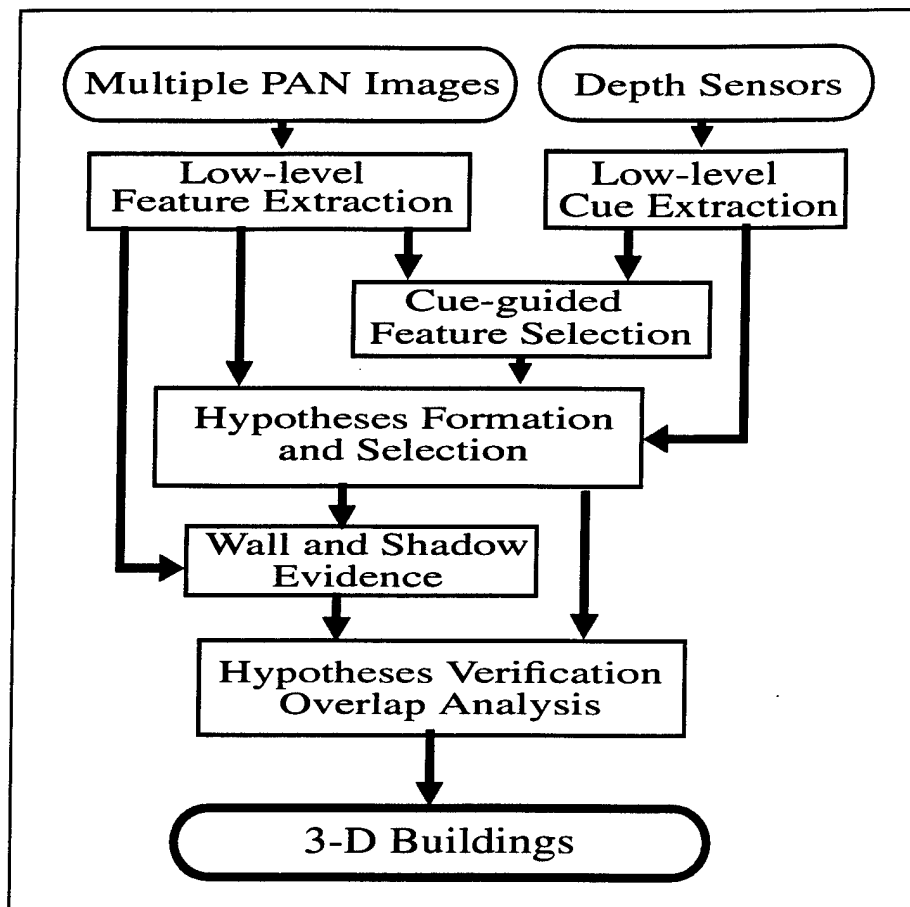 Multiple PAN Images
Depth Sensors
Low-level
Feature Extraction
Low-level
Cue Extraction
Cue-guided
Feature Selection
Hypotheses Formation
and Selection
Wall and Shadow
Evidence
Hypotheses Verification
Overlap Analysis
3-D Buildings